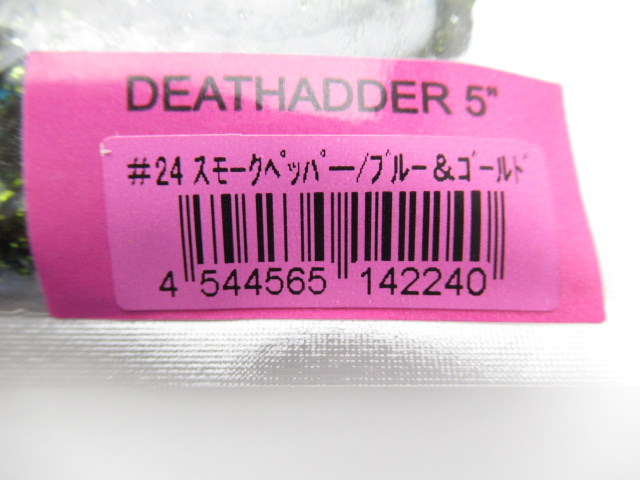 DEATHADDER 5"
#24 ｽﾓｰｸﾍﾟｯﾊﾟｰ/ﾌﾞﾙｰ&ｺﾞｰﾙﾄﾞ
4 544565 142240